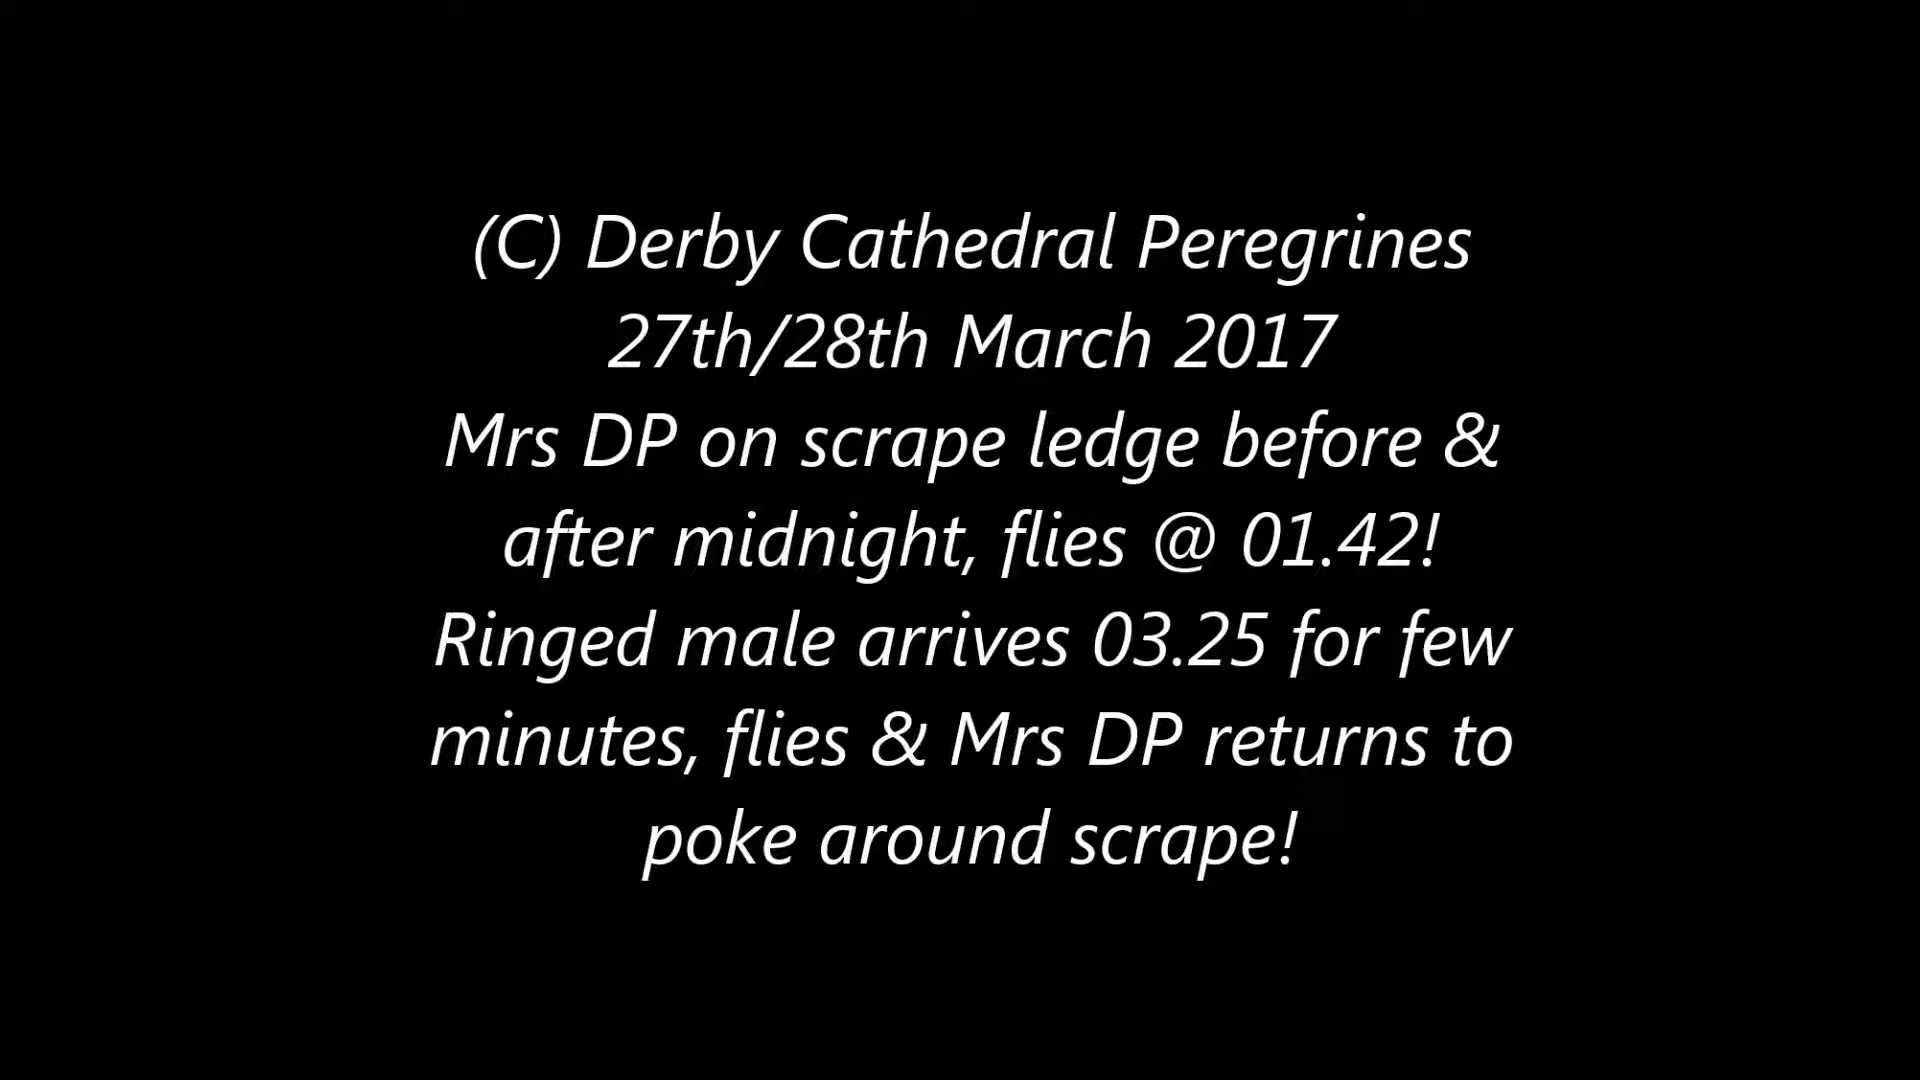 (C) Derby Cathedral Peregrines
27th/28th March 2017
Mrs DP on scrape ledge before &
after midnight, flies @ 01.42!
Ringed male arrives 03.25 for few
minutes, flies & Mrs DP returns to
poke around scrape!